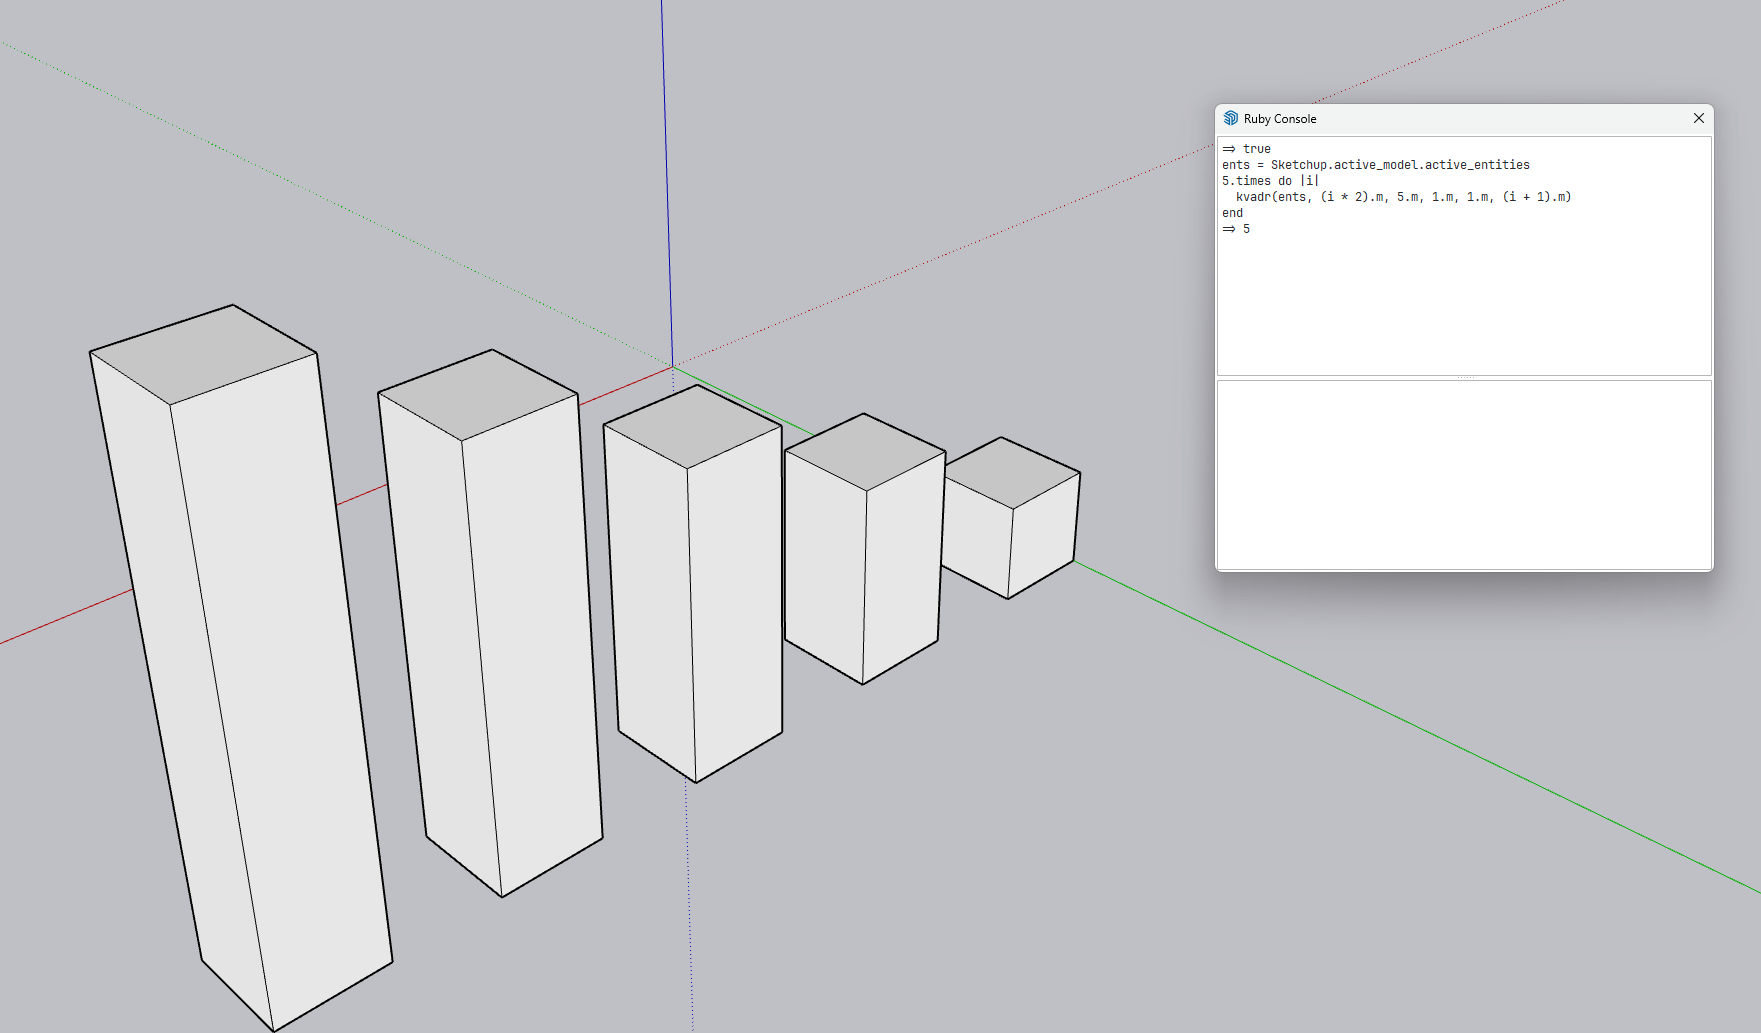 Ruby Console
=> true
ents = Sketchup.active_model.active_entities
5.times do |i|
  kvadr(ents, (i * 2).m, 5.m, 1.m, 1.m, (i + 1).m)
end
=> 5